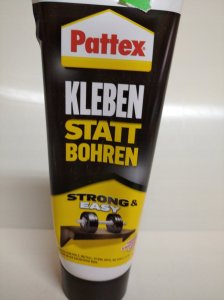 Pattex
KLEBEN
STATT
BOHREN
STRONG &
EASY